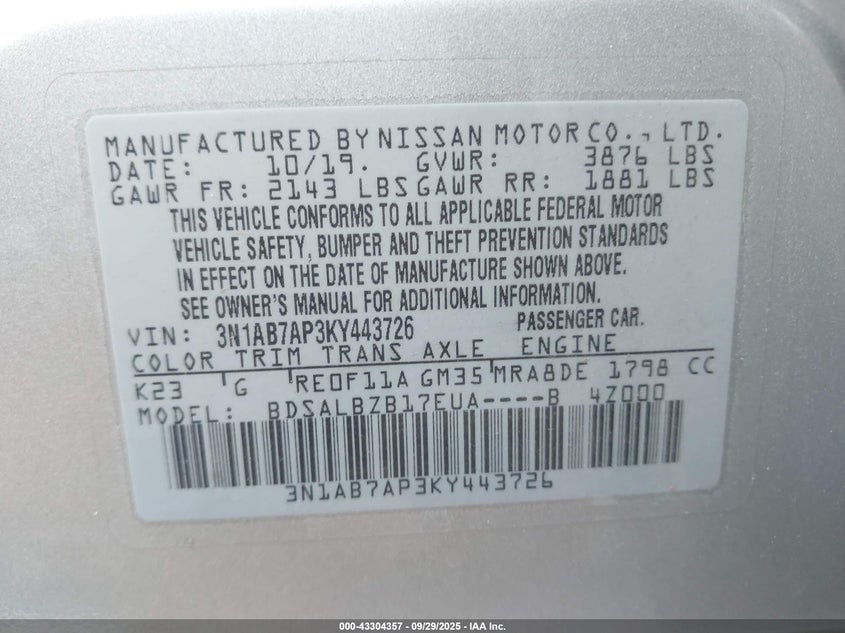 MANUFACTURED BY NISSAN MOTOR CO., LTD.
DATE: 10/19. GVWR: 3876 LBS
GAWR FR: 2143 LBS GAWR RR: 1881 LBS
THIS VEHICLE CONFORMS TO ALL APPLICABLE FEDERAL MOTOR
VEHICLE SAFETY, BUMPER AND THEFT PREVENTION STANDARDS
IN EFFECT ON THE DATE OF MANUFACTURE SHOWN ABOVE.
SEE OWNER'S MANUAL FOR ADDITIONAL INFORMATION.
VIN: 3N1AB7AP3KY443726 PASSENGER CAR.
COLOR TRIM TRANS AXLE ENGINE
K23 G RE0F11A GM35 MRA8DE 1798 CC
MODEL: BDSALBZB17EUA----B 4Z000
3N1AB7AP3KY443726
000-43304357 - 09/29/2025 - IAA Inc.